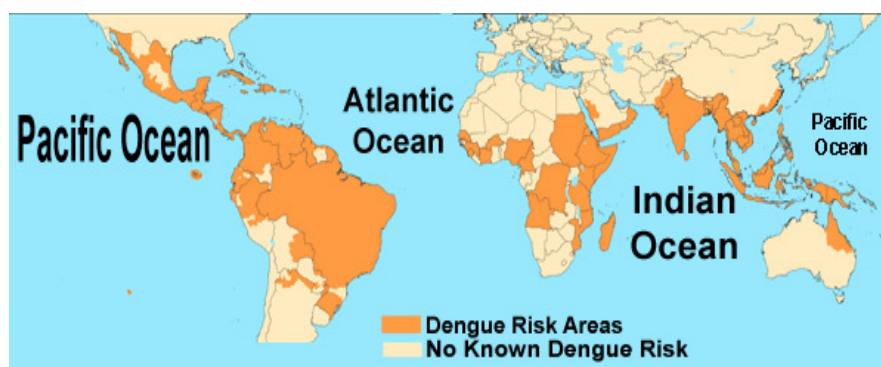 Pacific Ocean
Atlantic
Ocean
Pacific
Ocean
Indian
Ocean
Dengue Risk Areas
No Known Dengue Risk